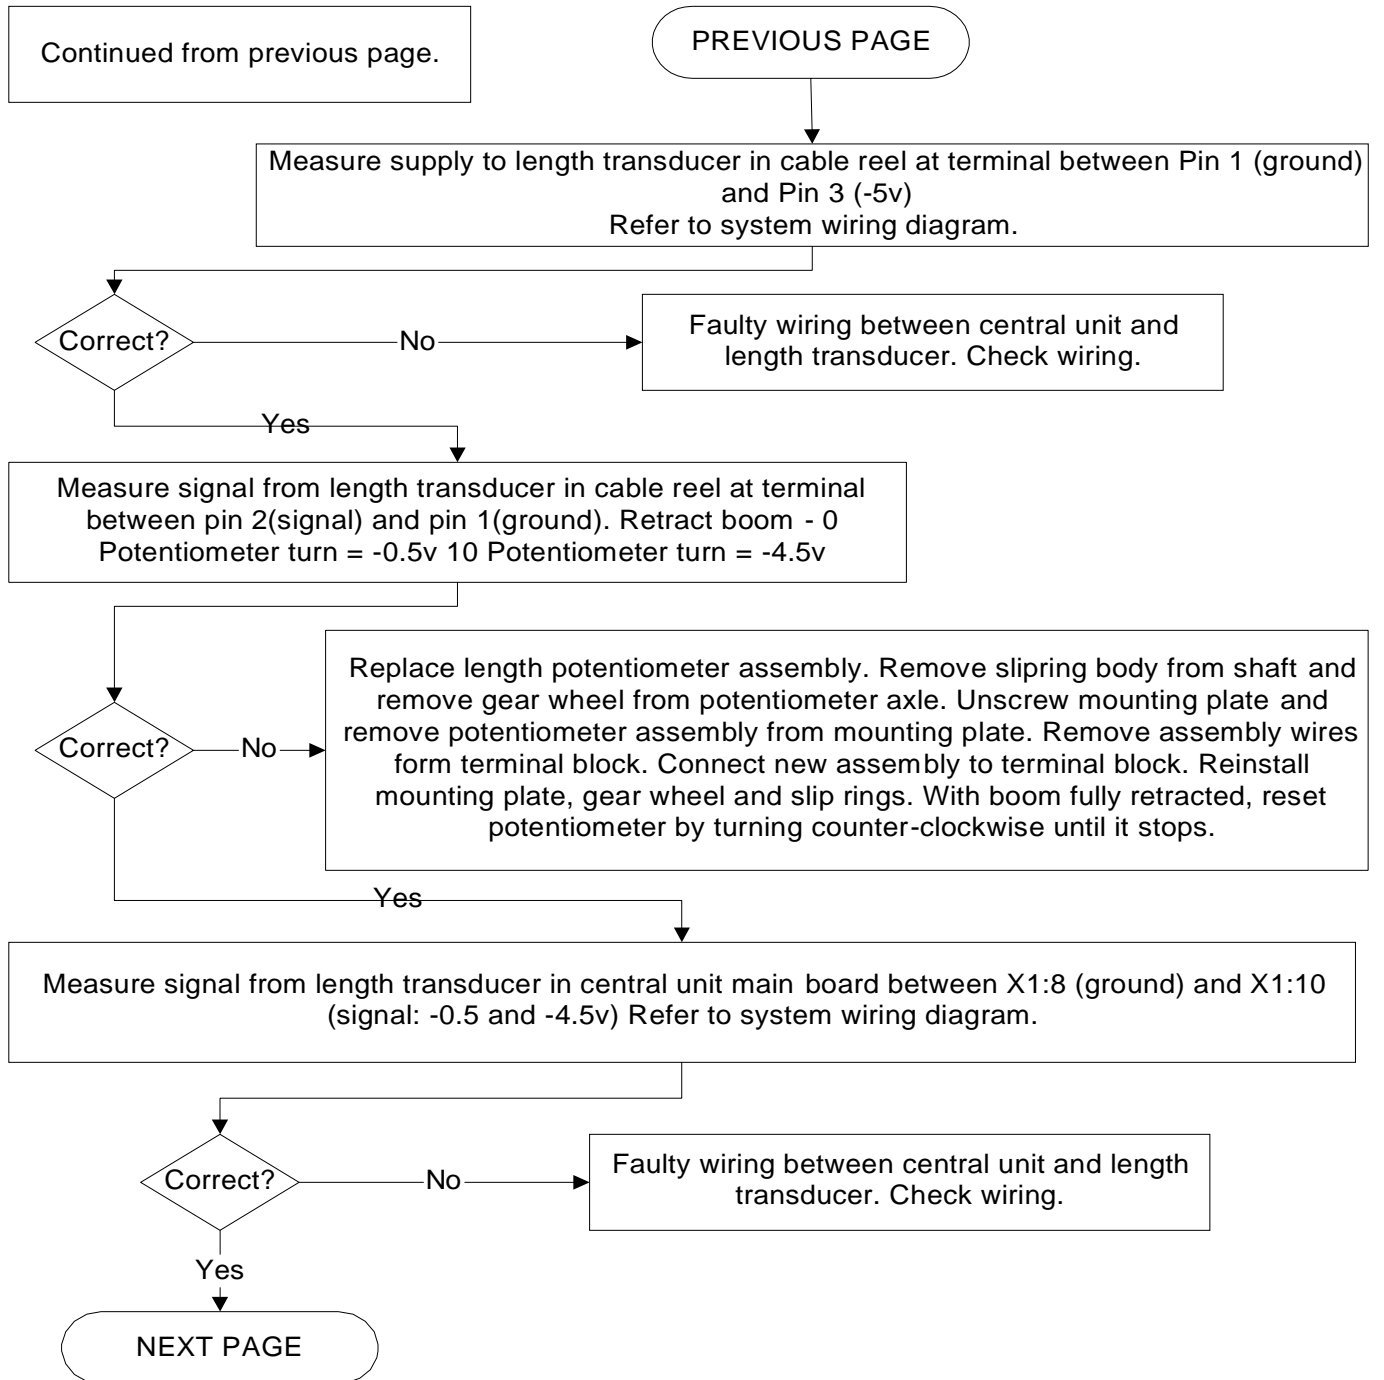 Continued from previous page.
PREVIOUS PAGE
Measure supply to length transducer in cable reel at terminal between Pin 1 (ground)
and Pin 3 (-5v)
Refer to system wiring diagram.
Correct?
No
Faulty wiring between central unit and
length transducer. Check wiring.
Yes
Measure signal from length transducer in cable reel at terminal
between pin 2(signal) and pin 1(ground). Retract boom - 0
Potentiometer turn = -0.5v 10 Potentiometer turn = -4.5v
Correct?
No
Replace length potentiometer assembly. Remove slipring body from shaft and
remove gear wheel from potentiometer axle. Unscrew mounting plate and
remove potentiometer assembly from mounting plate. Remove assembly wires
form terminal block. Connect new assembly to terminal block. Reinstall
mounting plate, gear wheel and slip rings. With boom fully retracted, reset
potentiometer by turning counter-clockwise until it stops.
Yes
Measure signal from length transducer in central unit main board between X1:8 (ground) and X1:10
(signal: -0.5 and -4.5v) Refer to system wiring diagram.
Correct?
No
Faulty wiring between central unit and length
transducer. Check wiring.
Yes
NEXT PAGE